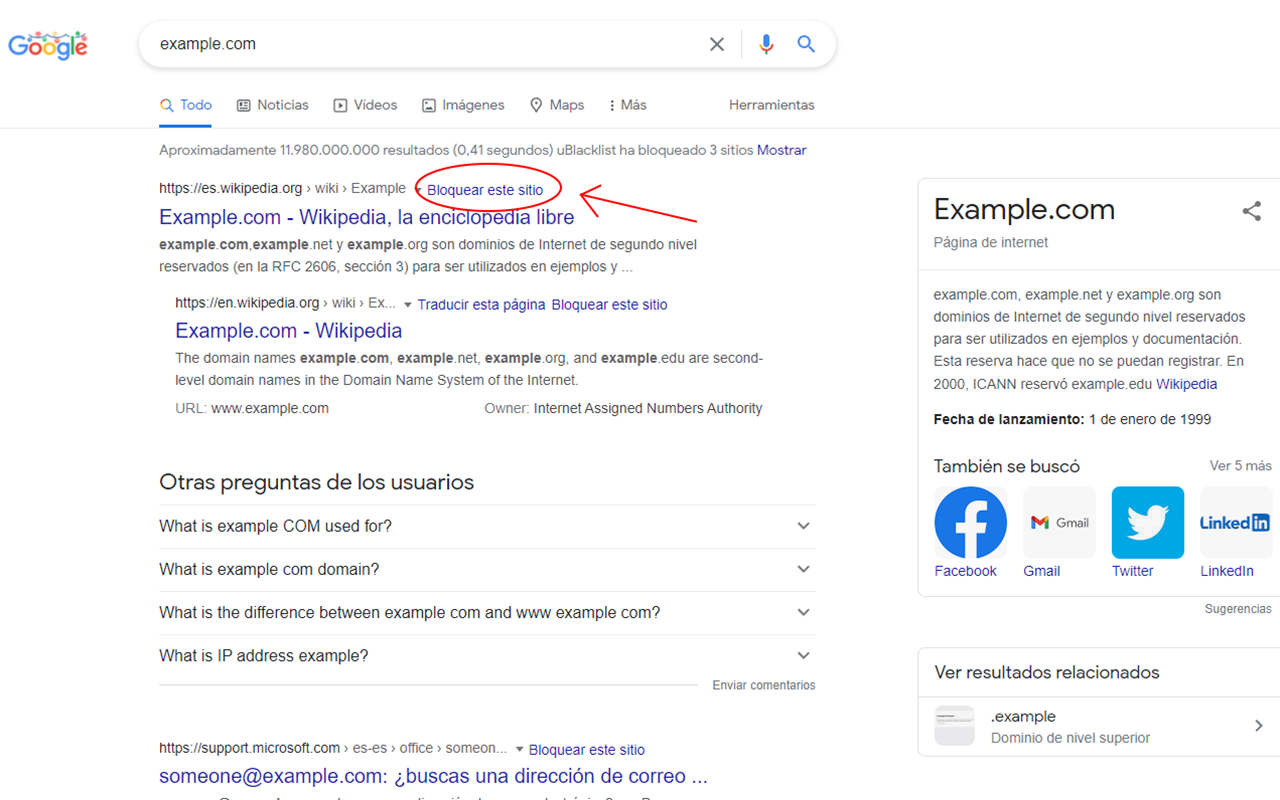 Google
example.com
Todo Noticias Vídeos Imágenes Maps Más Herramientas
Aproximadamente 11.980.000.000 resultados (0,41 segundos) uBlacklist ha bloqueado 3 sitios Mostrar
https://es.wikipedia.org › wiki › Example Bloquear este sitio
Example.com - Wikipedia, la enciclopedia libre
example.com,example.net y example.org son dominios de Internet de segundo nivel
reservados (en la RFC 2606, sección 3) para ser utilizados en ejemplos y ...
https://en.wikipedia.org › wiki › Ex... Traducir esta página Bloquear este sitio
Example.com - Wikipedia
The domain names example.com, example.net, example.org, and example.edu are second-
level domain names in the Domain Name System of the Internet.
URL: www.example.com Owner: Internet Assigned Numbers Authority
Otras preguntas de los usuarios
What is example COM used for?
What is example com domain?
What is the difference between example com and www example com?
What is IP address example?
Enviar comentarios
https://support.microsoft.com › es-es › office › someon... Bloquear este sitio
someone@example.com: ¿buscas una dirección de correo ...
Example.com
Página de internet
example.com, example.net y example.org son
dominios de Internet de segundo nivel reservados
para ser utilizados en ejemplos y documentación.
Esta reserva hace que no se puedan registrar. En
2000, ICANN reservó example.edu Wikipedia
Fecha de lanzamiento: 1 de enero de 1999
También se buscó Ver 5 más
Gmail LinkedIn
Facebook Gmail Twitter LinkedIn
Sugerencias
Ver resultados relacionados
.example
Dominio de nivel superior